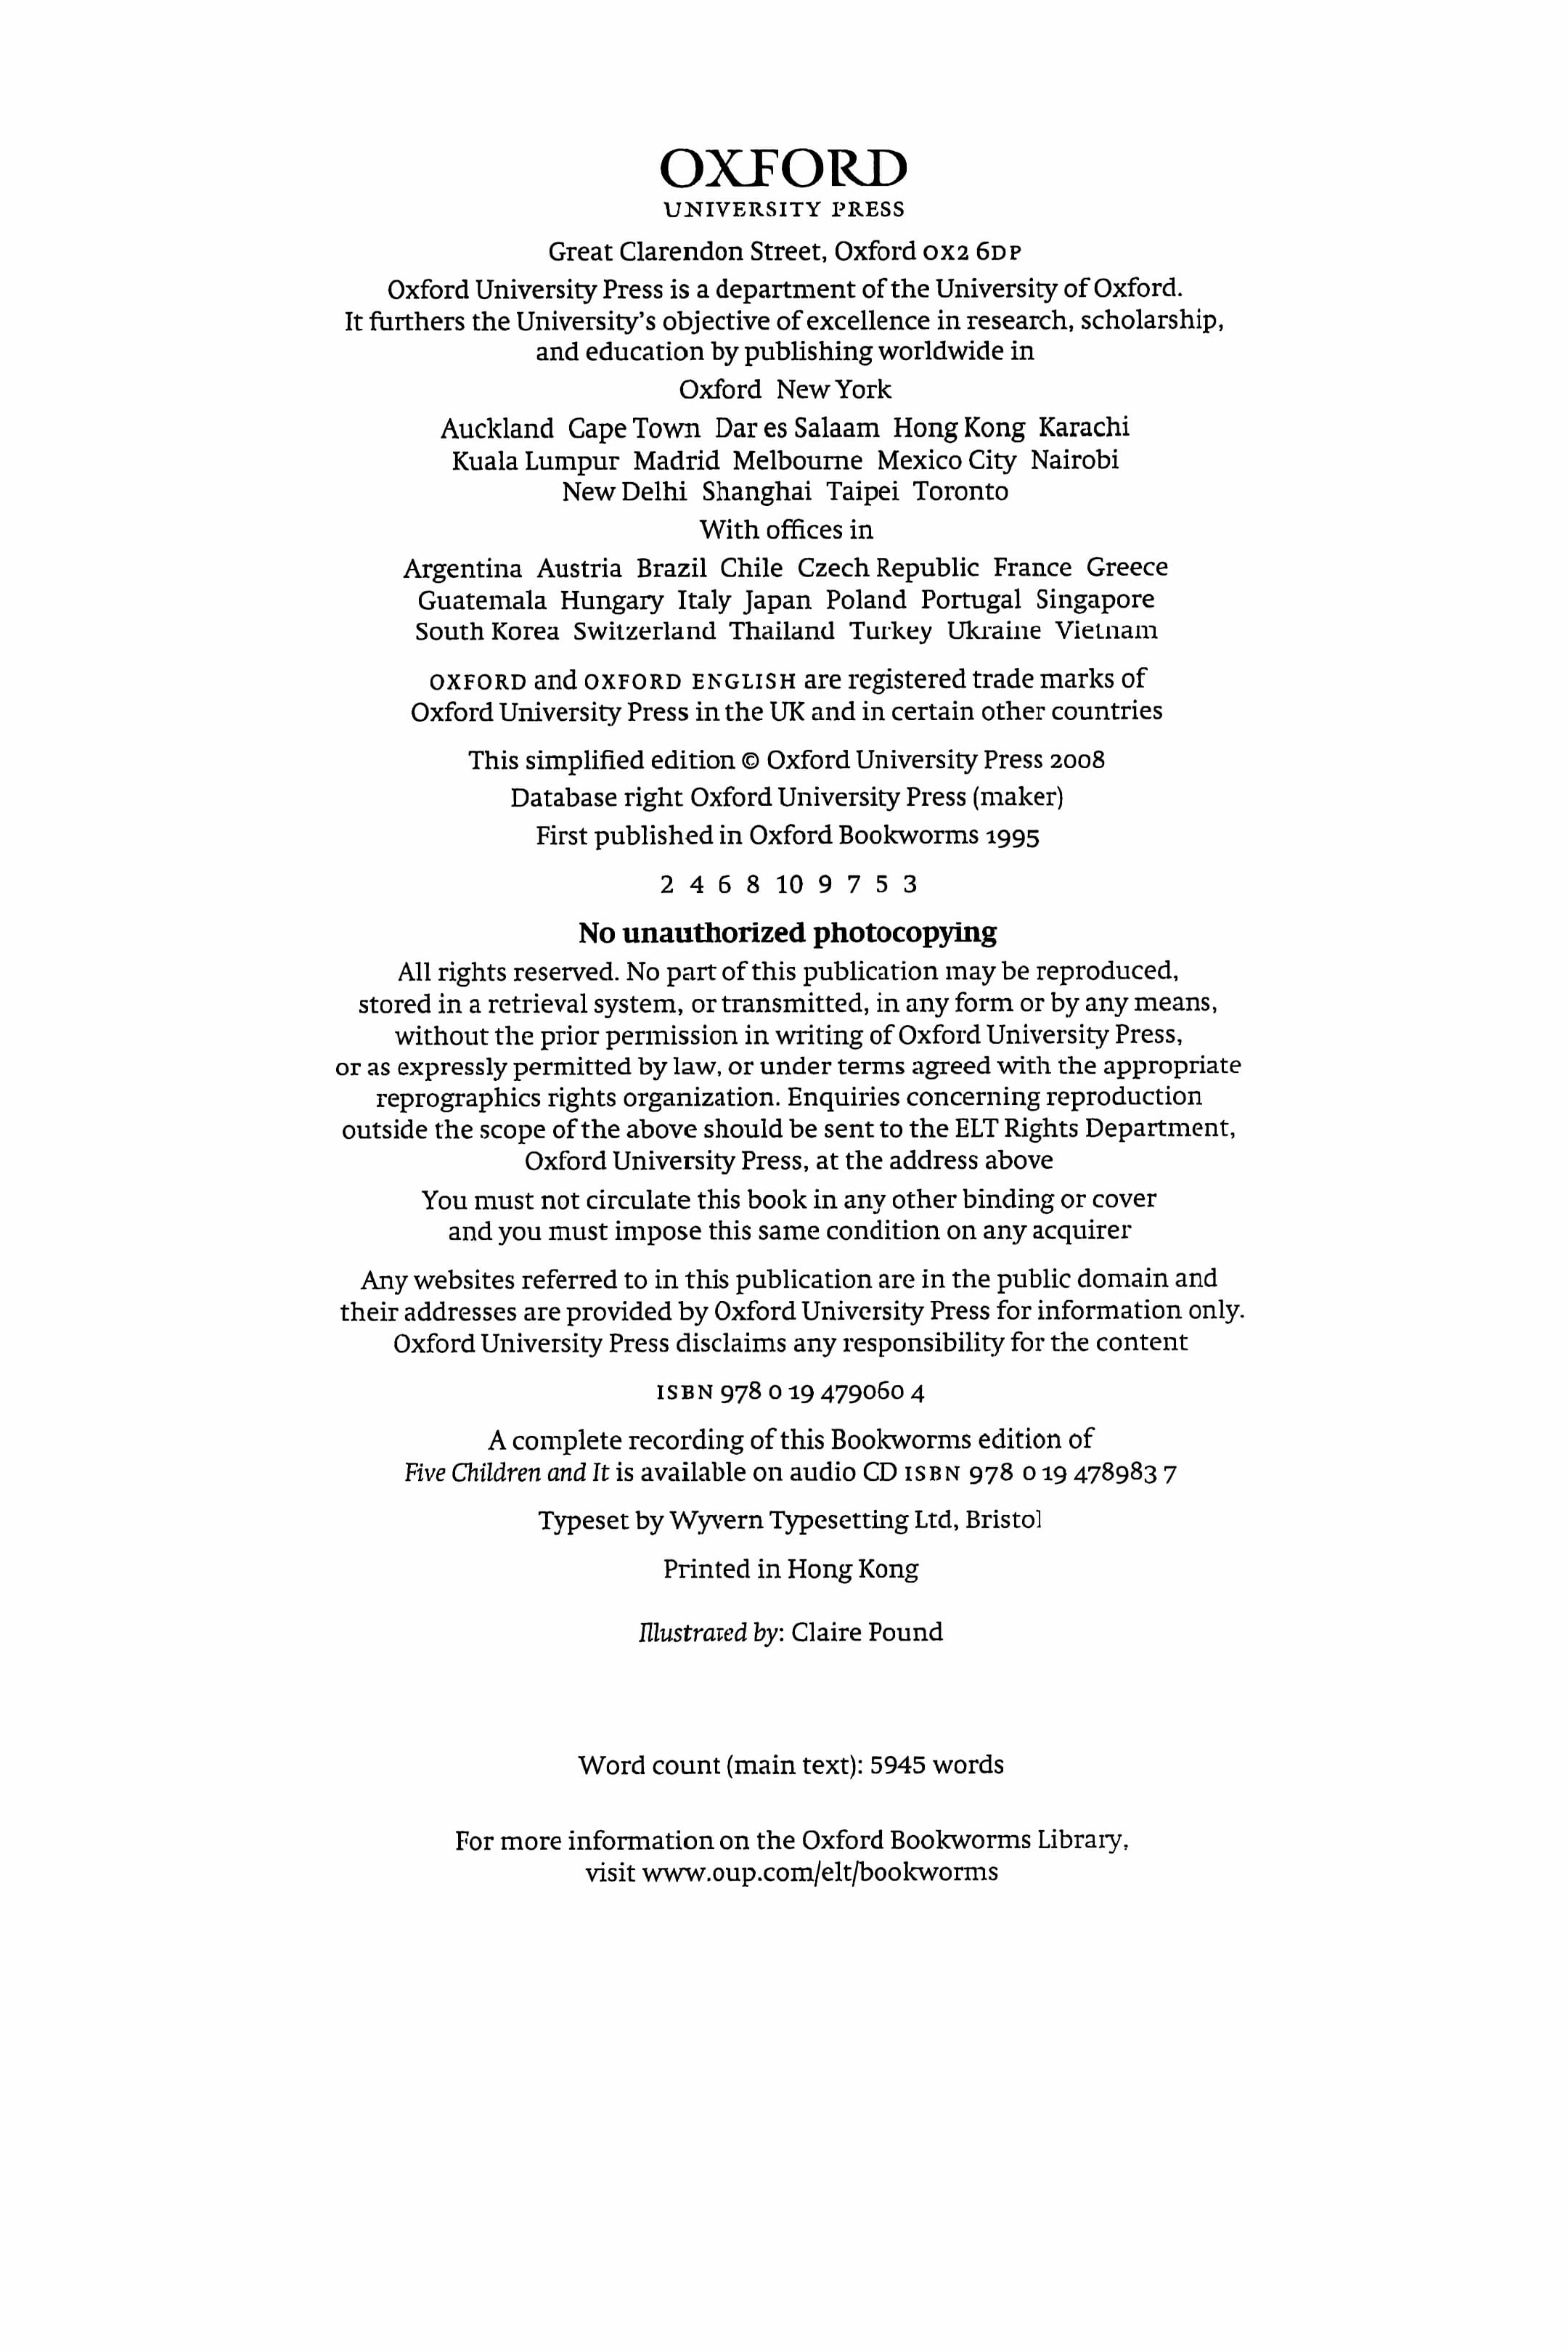 OXFORD
UNIVERSITY PRESS
Great Clarendon Street, Oxford OX2 6DP
Oxford University Press is a department of the University of Oxford.
It furthers the University's objective of excellence in research, scholarship,
and education by publishing worldwide in
Oxford New York
Auckland Cape Town Dar es Salaam Hong Kong Karachi
Kuala Lumpur Madrid Melbourne Mexico City Nairobi
New Delhi Shanghai Taipei Toronto
With offices in
Argentina Austria Brazil Chile Czech Republic France Greece
Guatemala Hungary Italy Japan Poland Portugal Singapore
South Korea Switzerland Thailand Turkey Ukraine Vietnam
OXFORD and OXFORD ENGLISH are registered trade marks of
Oxford University Press in the UK and in certain other countries
This simplified edition © Oxford University Press 2008
Database right Oxford University Press (maker)
First published in Oxford Bookworms 1995
2 4 6 8 10 9 7 5 3
No unauthorized photocopying
All rights reserved. No part of this publication may be reproduced,
stored in a retrieval system, or transmitted, in any form or by any means,
without the prior permission in writing of Oxford University Press,
or as expressly permitted by law, or under terms agreed with the appropriate
reprographics rights organization. Enquiries concerning reproduction
outside the scope of the above should be sent to the ELT Rights Department,
Oxford University Press, at the address above
You must not circulate this book in any other binding or cover
and you must impose this same condition on any acquirer
Any websites referred to in this publication are in the public domain and
their addresses are provided by Oxford University Press for information only.
Oxford University Press disclaims any responsibility for the content
ISBN 978 0 19 479060 4
A complete recording of this Bookworms edition of
Five Children and It is available on audio CD ISBN 978 0 19 478983 7
Typeset by Wyvern Typesetting Ltd, Bristol
Printed in Hong Kong
Illustrated by: Claire Pound
Word count (main text): 5945 words
For more information on the Oxford Bookworms Library,
visit www.oup.com/elt/bookworms